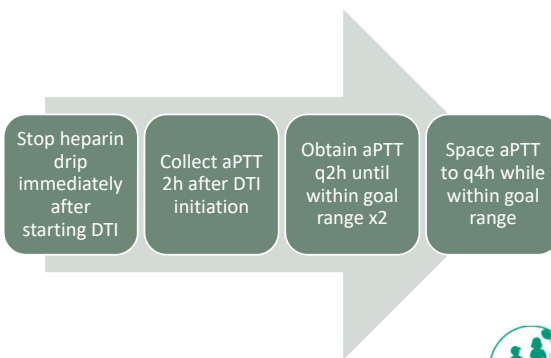 Stop heparin
drip
immediately
after
starting DTI
Collect aPTT
2h after DTI
initiation
Obtain aPTT
q2h until
within goal
range x2
Space aPTT
to q4h while
within goal
range